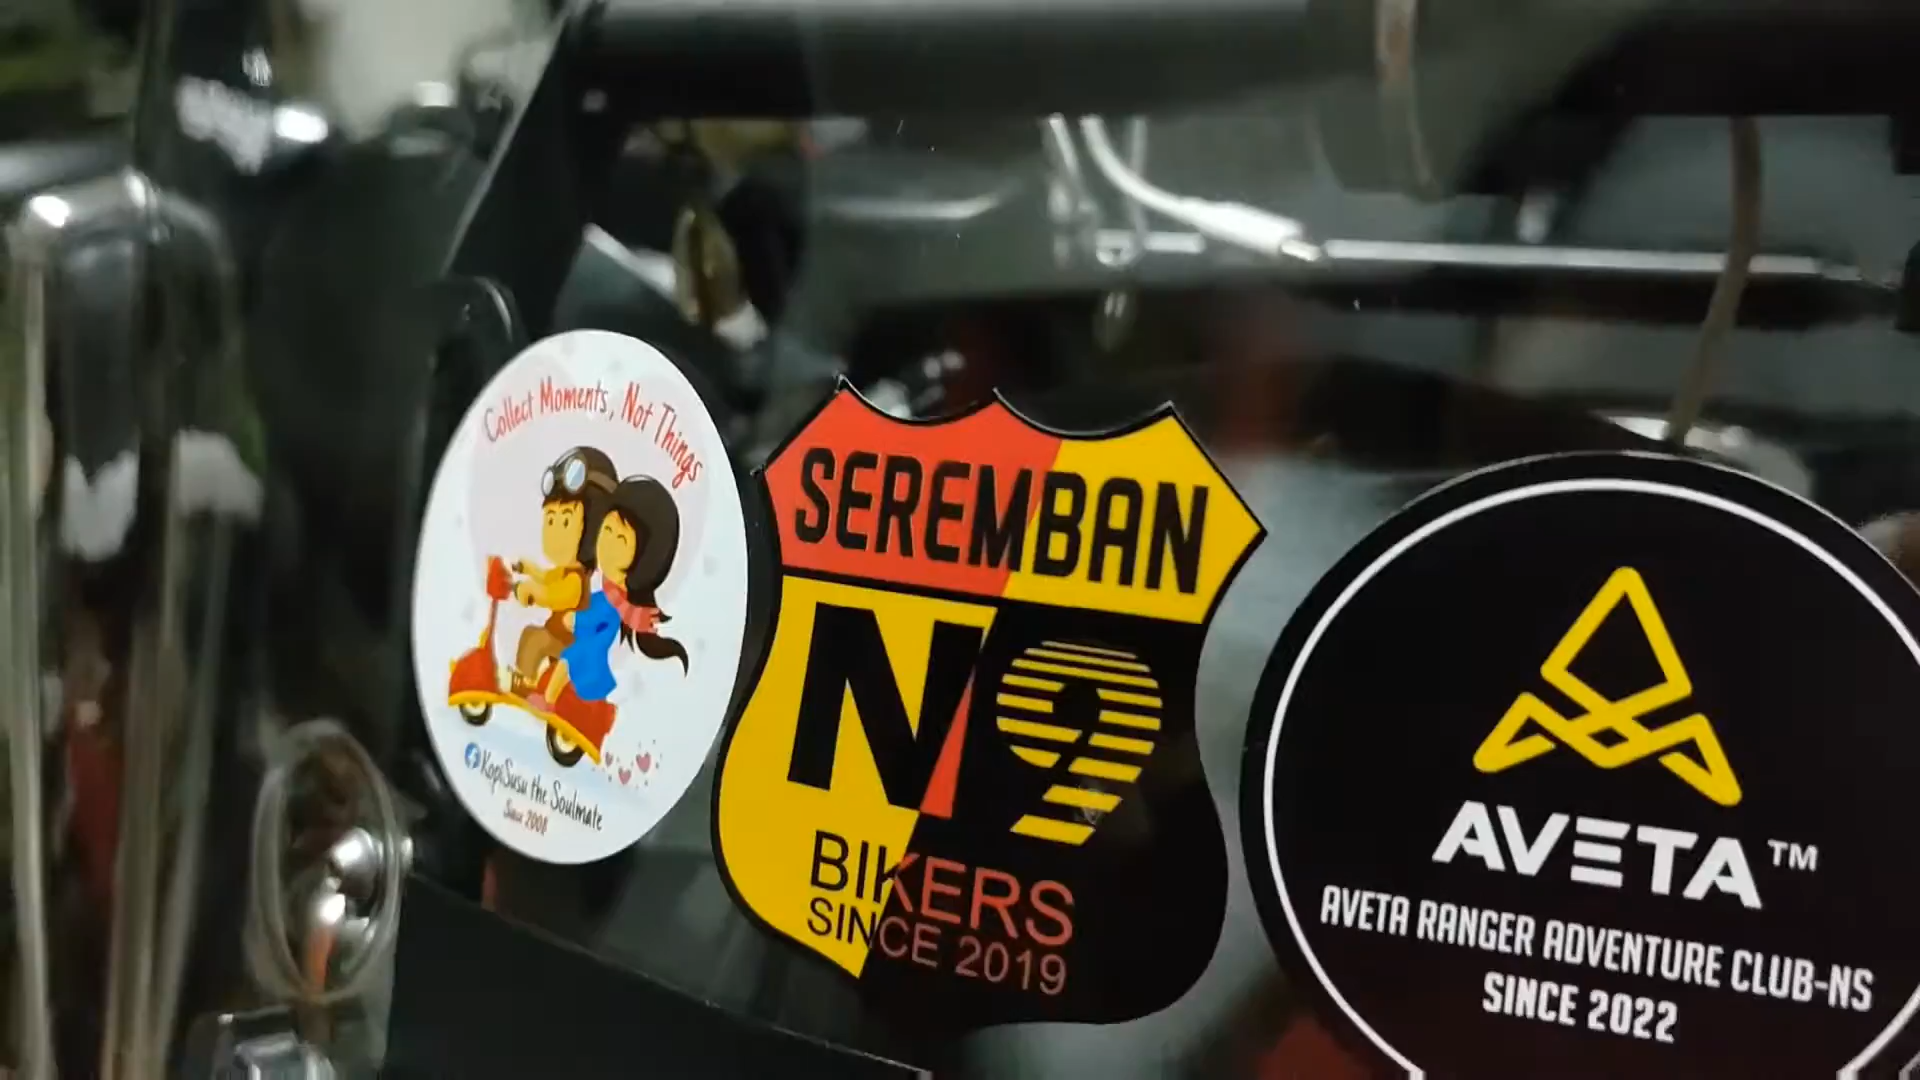 Collect Moments, Not Things
KopiSusu the Soulmate
Since 2008
SEREMBAN
N9
BIKERS
SINCE 2019
AVETA™
AVETA RANGER ADVENTURE CLUB-NS
SINCE 2022